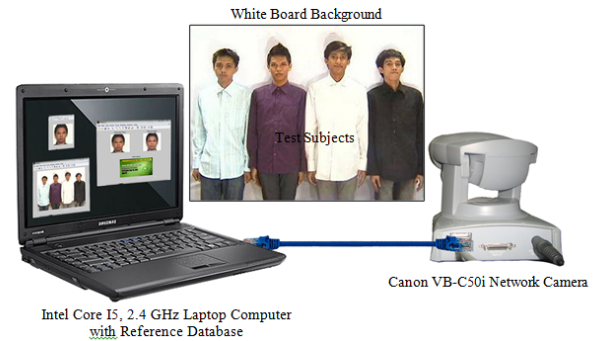 White Board Background
Test Subjects
Canon VB-C50i Network Camera
Intel Core I5, 2.4 GHz Laptop Computer
with Reference Database